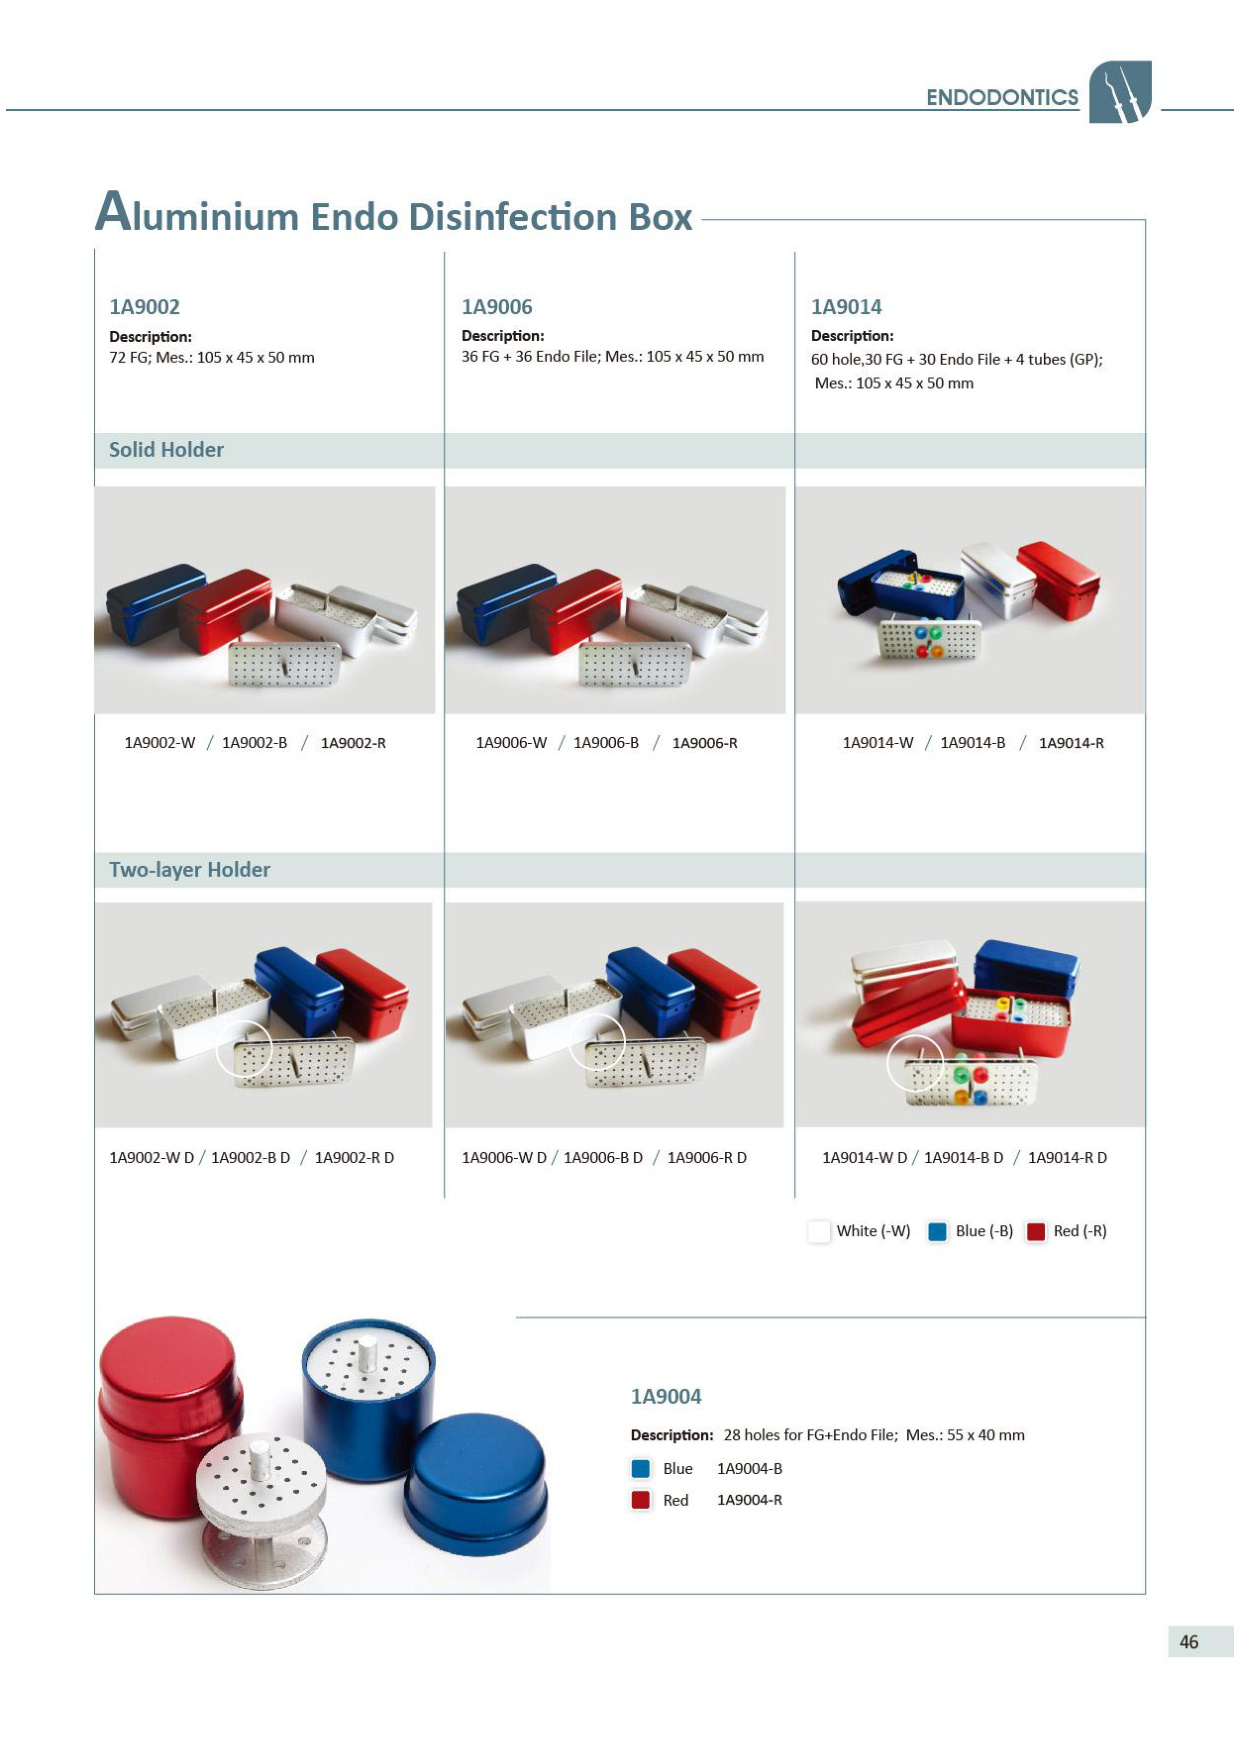 ENDODONTICS
Aluminium Endo Disinfection Box
1A9002
Description:
72 FG; Mes.: 105 x 45 x 50 mm
1A9006
Description:
36 FG + 36 Endo File; Mes.: 105 x 45 x 50 mm
1A9014
Description:
60 hole,30 FG + 30 Endo File + 4 tubes (GP);
Mes.: 105 x 45 x 50 mm
Solid Holder
1A9002-W / 1A9002-B / 1A9002-R
1A9006-W / 1A9006-B / 1A9006-R
1A9014-W / 1A9014-B / 1A9014-R
Two-layer Holder
1A9002-W D / 1A9002-B D / 1A9002-R D
1A9006-W D / 1A9006-B D / 1A9006-R D
1A9014-W D / 1A9014-B D / 1A9014-R D
White (-W) Blue (-B) Red (-R)
1A9004
Description: 28 holes for FG+Endo File; Mes.: 55 x 40 mm
Blue 1A9004-B
Red 1A9004-R
46